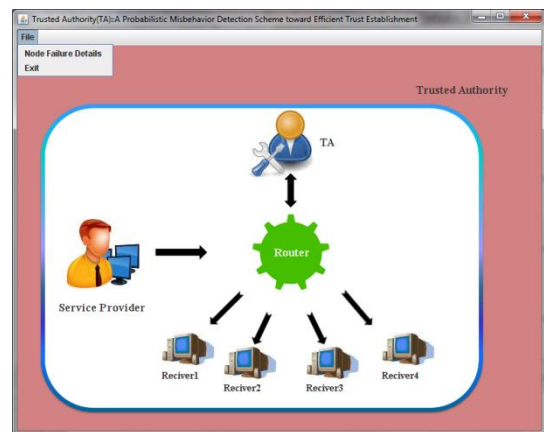 Trusted Authority(TA)::A Probabilistic Misbehavior Detection Scheme toward Efficient Trust Establishment
File
Node Failure Details
Exit
Trusted Authority
TA
Router
Service Provider
Reciver1
Reciver2
Reciver3
Reciver4